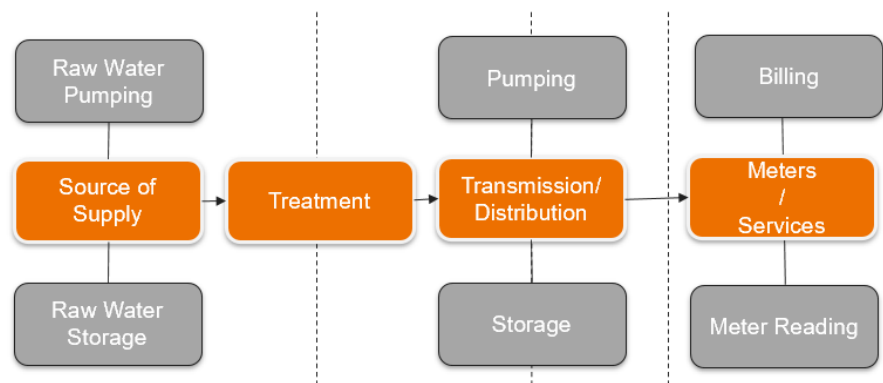 Raw Water
Pumping
Pumping
Billing
Source of
Supply
Treatment
Transmission/
Distribution
Meters
/
Services
Raw Water
Storage
Storage
Meter Reading